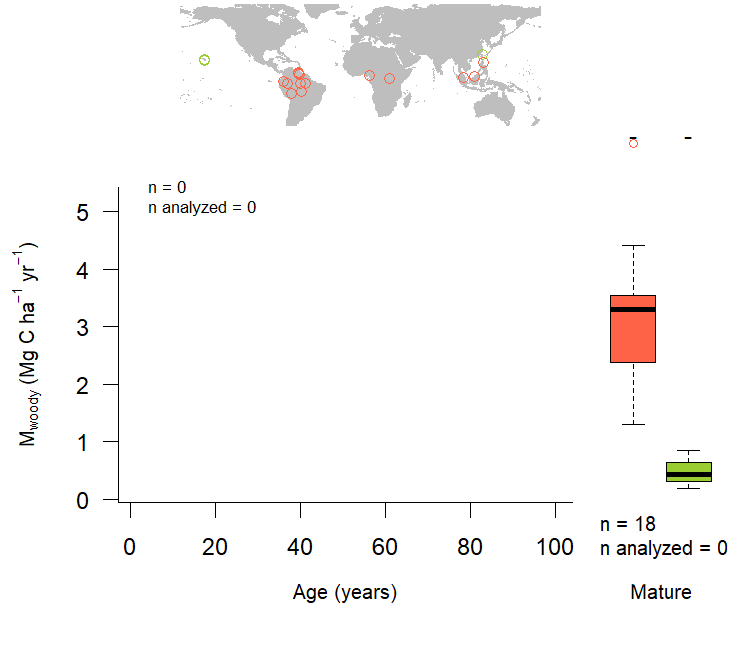 n = 0
n analyzed = 0
- -
5
4
3
2
1
0
M_woody (Mg C ha⁻¹ yr⁻¹)
0 20 40 60 80 100
Age (years)
n = 18
n analyzed = 0
Mature